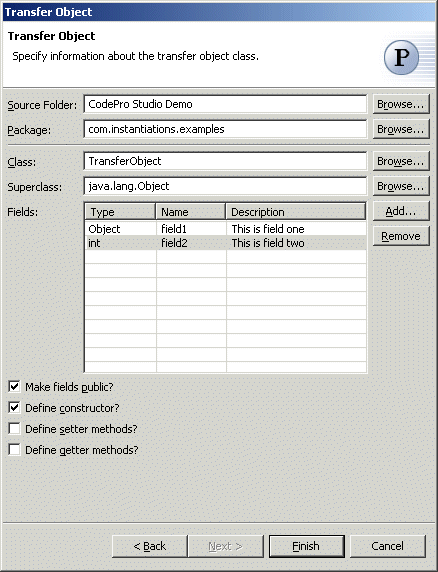 Transfer Object
Transfer Object
Specify information about the transfer object class.
P
Source Folder: CodePro Studio Demo Browse...
Package: com.instantiations.examples Browse...
Class: TransferObject Browse...
Superclass: java.lang.Object Browse...
Fields: Type Name Description Add...
Object field1 This is field one
int field2 This is field two Remove
Make fields public?
Define constructor?
Define setter methods?
Define getter methods?
< Back Next > Finish Cancel